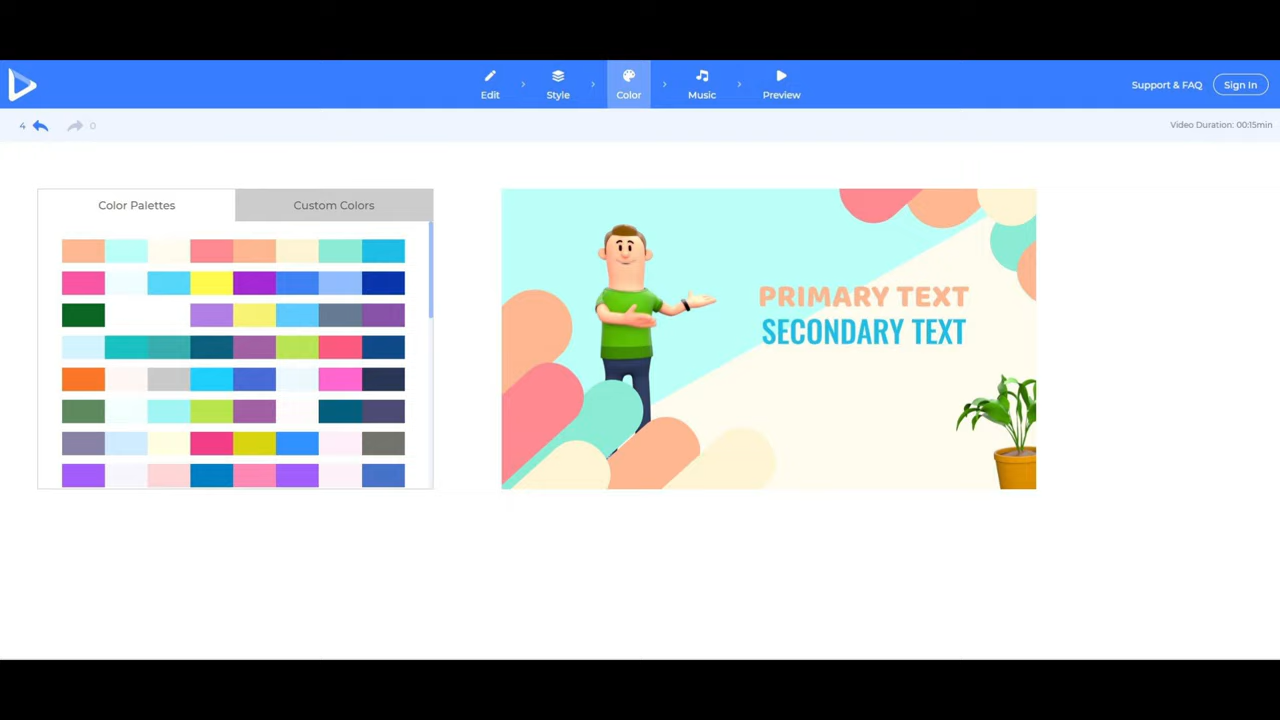 Edit
Style
Color
Music
Preview
Support & FAQ
Sign In
4
0
Video Duration: 00:15min
Color Palettes
Custom Colors
PRIMARY TEXT
SECONDARY TEXT